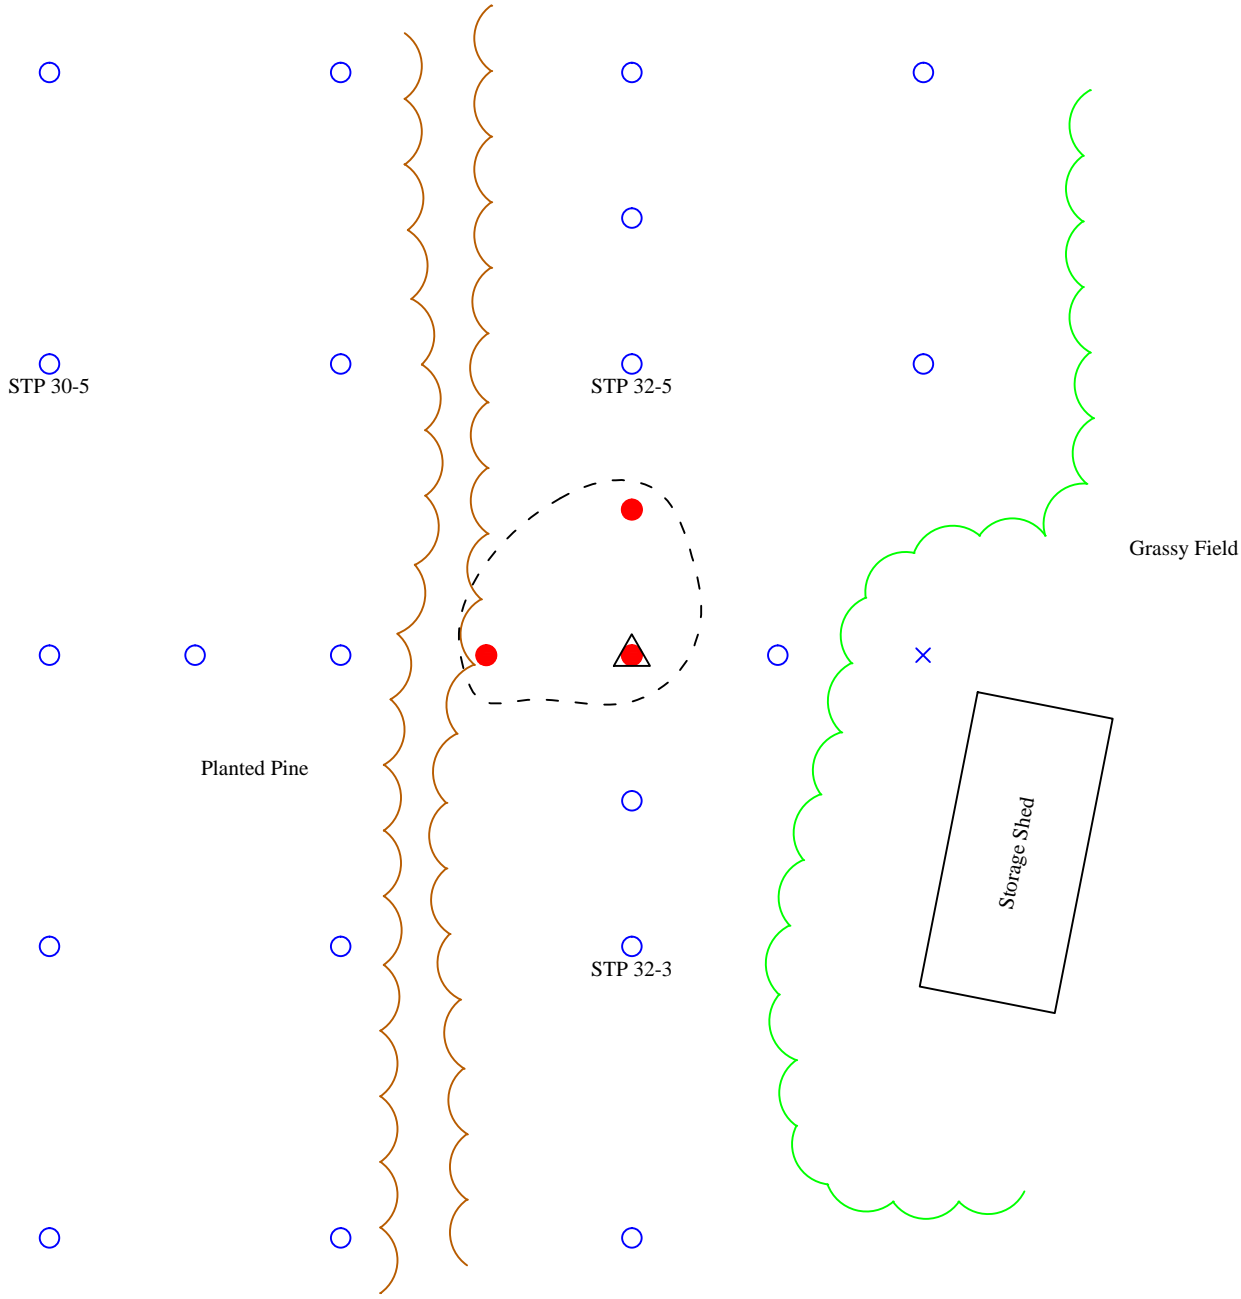 STP 30-5
STP 32-5
Grassy Field
Planted Pine
Storage Shed
STP 32-3